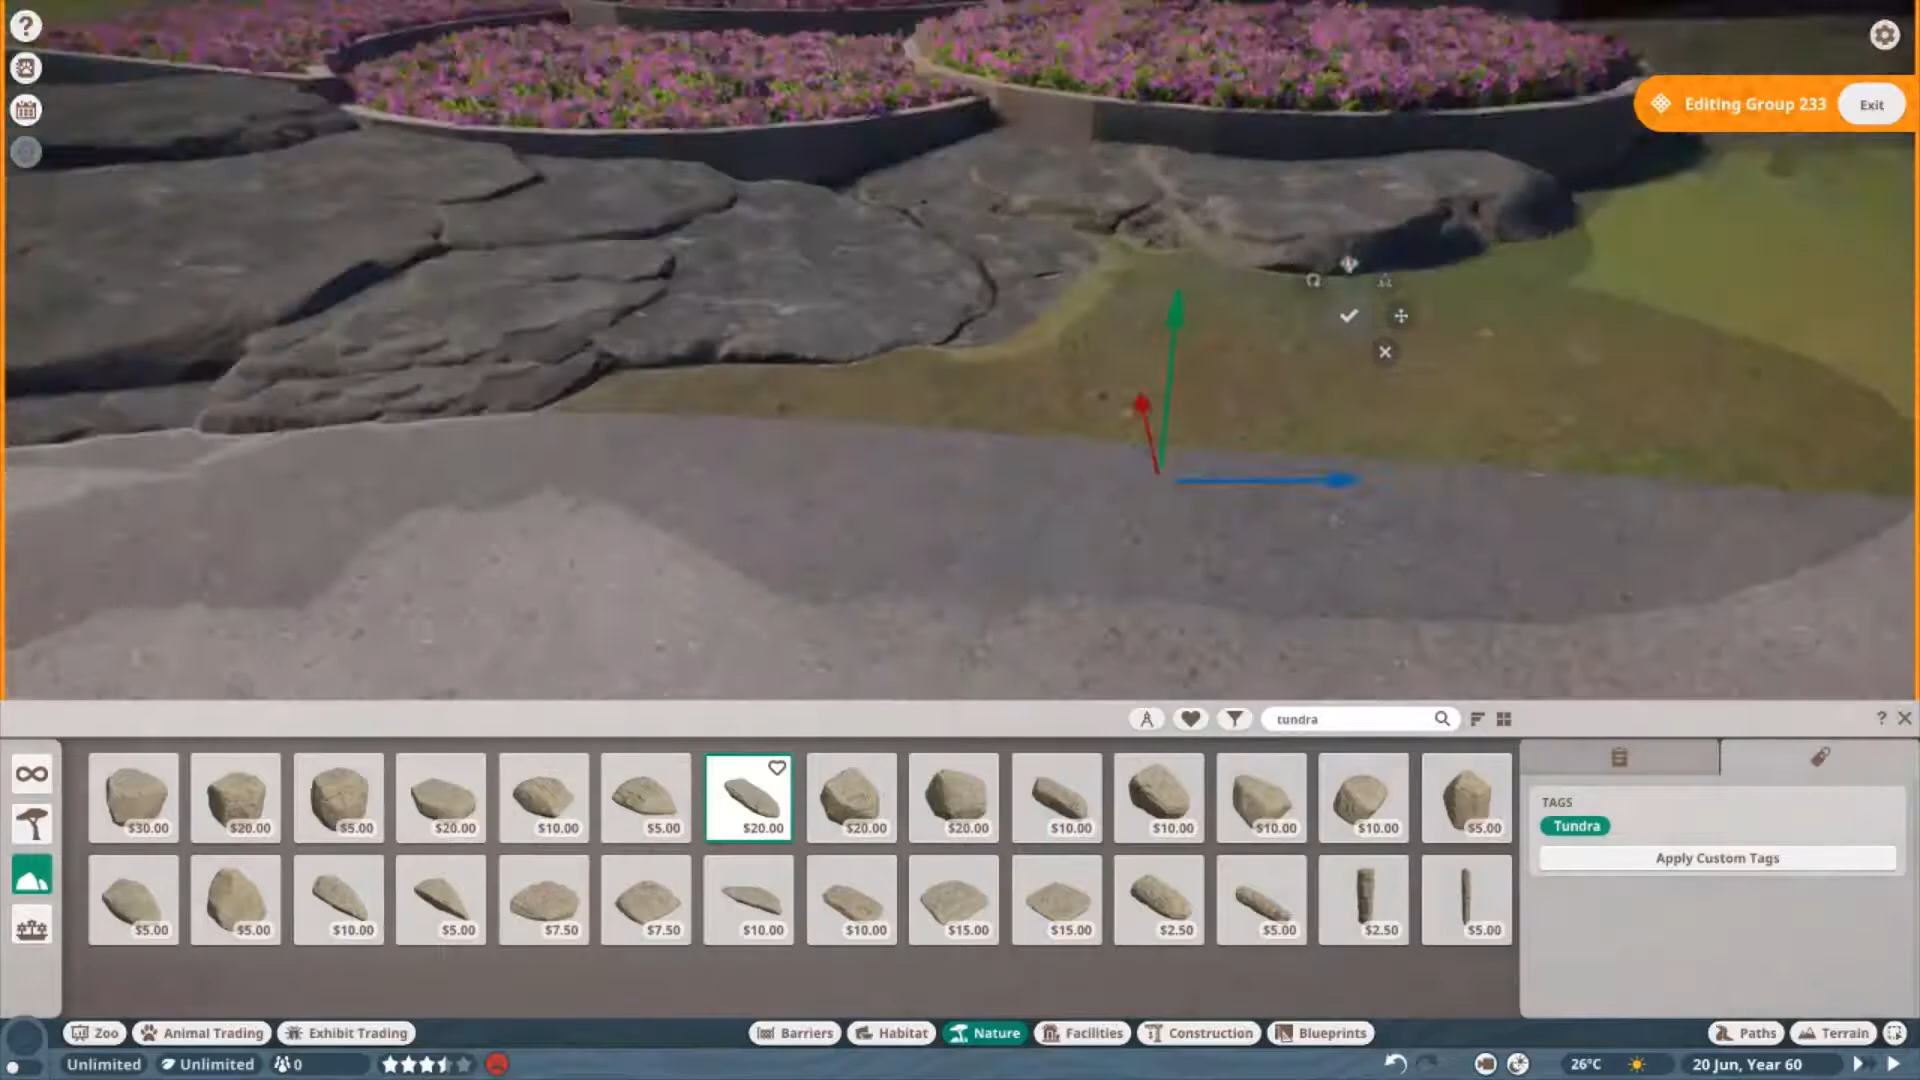 ?
Editing Group 233
Exit
tundra
?
$30.00 $20.00 $5.00 $20.00 $10.00 $5.00 $20.00 $20.00 $20.00 $10.00 $10.00 $10.00 $10.00 $5.00
$5.00 $5.00 $10.00 $5.00 $7.50 $7.50 $10.00 $10.00 $15.00 $15.00 $2.50 $5.00 $2.50 $5.00
TAGS
Tundra
Apply Custom Tags
Zoo Animal Trading Exhibit Trading Barriers Habitat Nature Facilities Construction Blueprints Paths Terrain
Unlimited Unlimited 0 26°C 20 Jun, Year 60